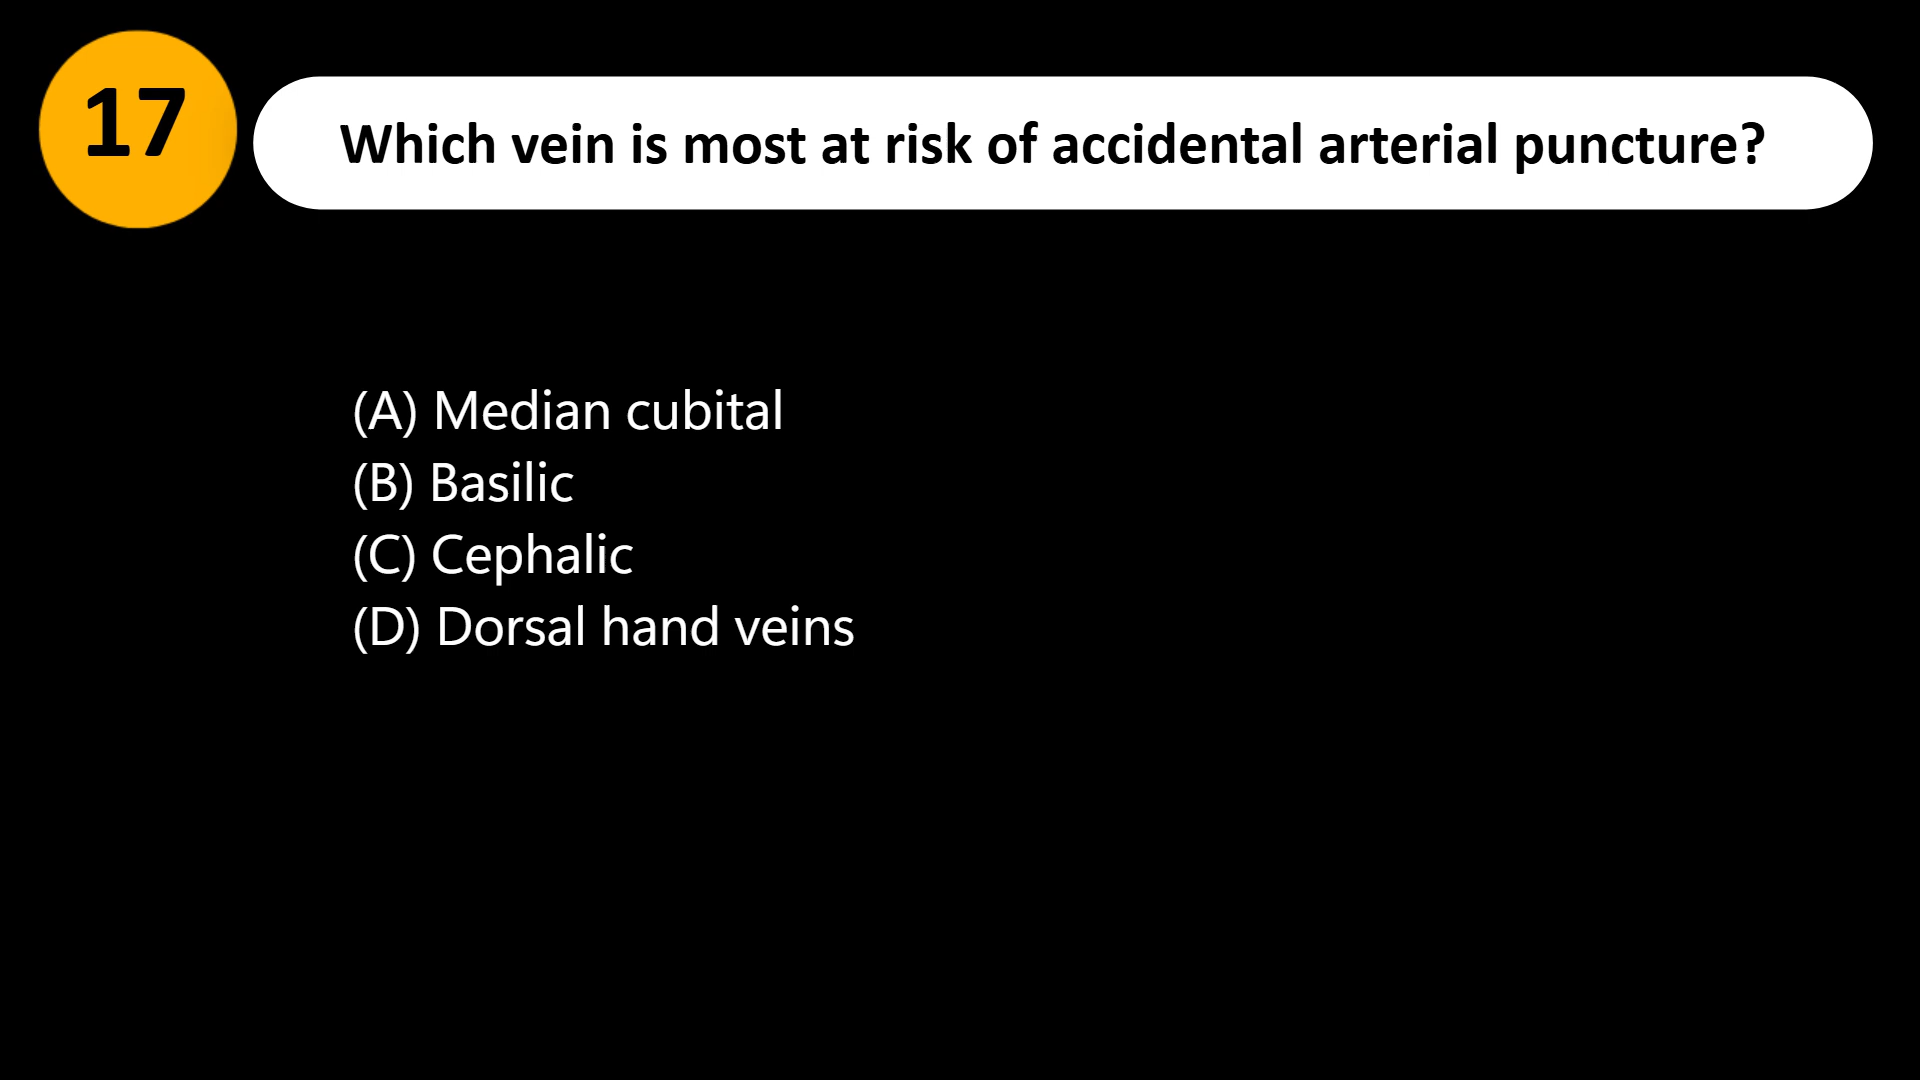 17
Which vein is most at risk of accidental arterial puncture?
(A) Median cubital
(B) Basilic
(C) Cephalic
(D) Dorsal hand veins